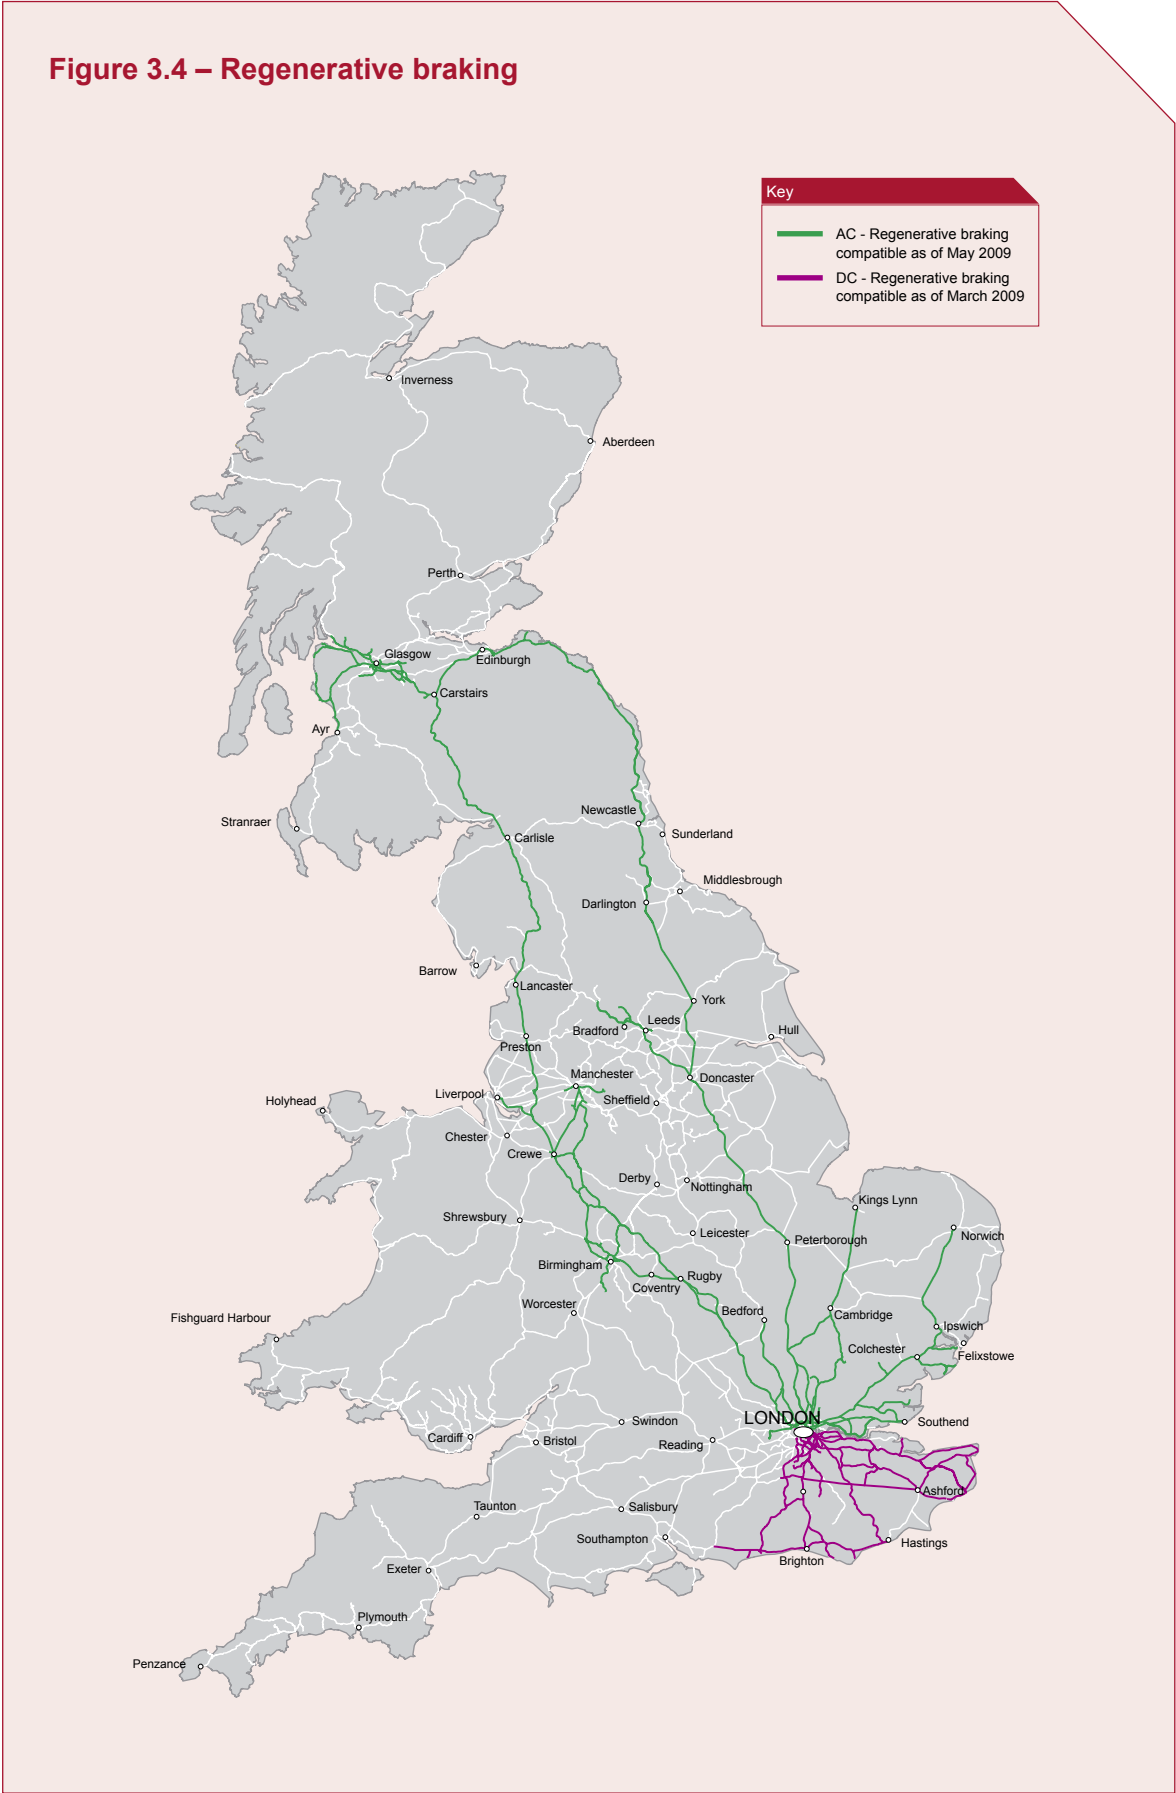 Figure 3.4 – Regenerative braking
Key
AC - Regenerative braking
compatible as of May 2009
DC - Regenerative braking
compatible as of March 2009
Inverness
Aberdeen
Perth
Glasgow
Edinburgh
Carstairs
Ayr
Stranraer
Newcastle
Sunderland
Carlisle
Middlesbrough
Darlington
Barrow
Lancaster
York
Leeds
Bradford
Hull
Preston
Manchester
Doncaster
Liverpool
Sheffield
Holyhead
Chester
Crewe
Derby
Nottingham
Kings Lynn
Shrewsbury
Leicester
Peterborough
Norwich
Birmingham
Rugby
Coventry
Worcester
Bedford
Cambridge
Fishguard Harbour
Ipswich
Colchester
Felixstowe
LONDON
Swindon
Southend
Cardiff
Bristol
Reading
Ashford
Taunton
Salisbury
Southampton
Hastings
Brighton
Exeter
Plymouth
Penzance